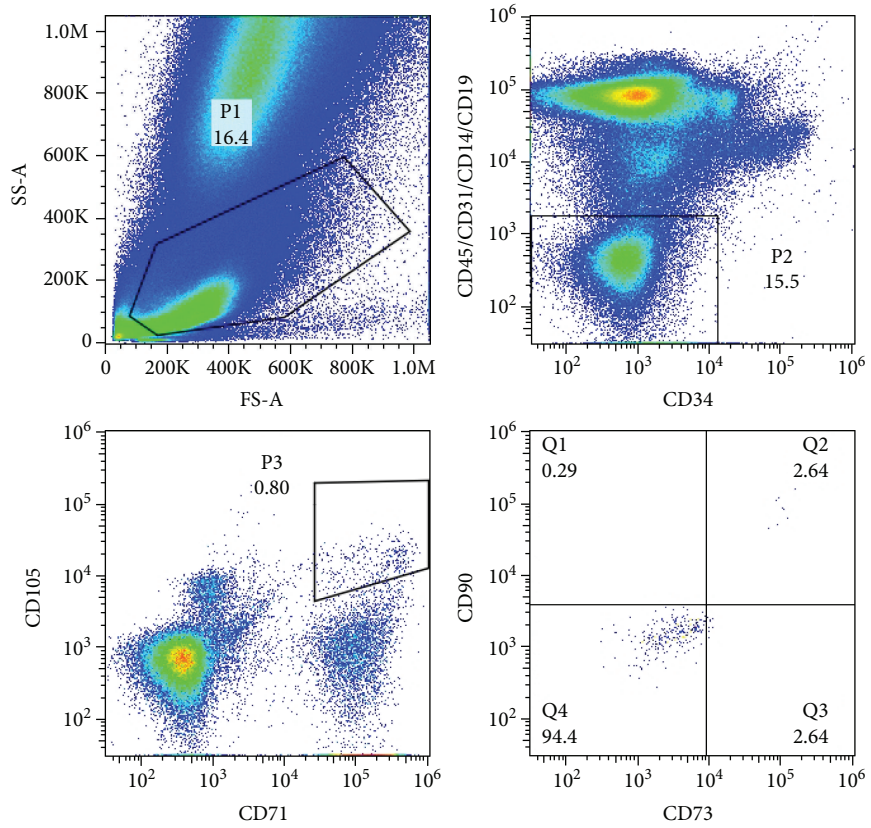 1.0M
800K
600K
400K
200K
0
SS-A
P1
16.4
0
200K
400K
600K
800K
1.0M
FS-A
10⁶
10⁵
10⁴
10³
10²
CD45/CD31/CD14/CD19
P2
15.5
10²
10³
10⁴
10⁵
10⁶
CD34
10⁶
10⁵
10⁴
10³
10²
CD105
P3
0.80
10²
10³
10⁴
10⁵
10⁶
CD71
10⁶
10⁵
10⁴
10³
10²
CD90
Q1
0.29
Q2
2.64
Q4
94.4
Q3
2.64
10²
10³
10⁴
10⁵
10⁶
CD73